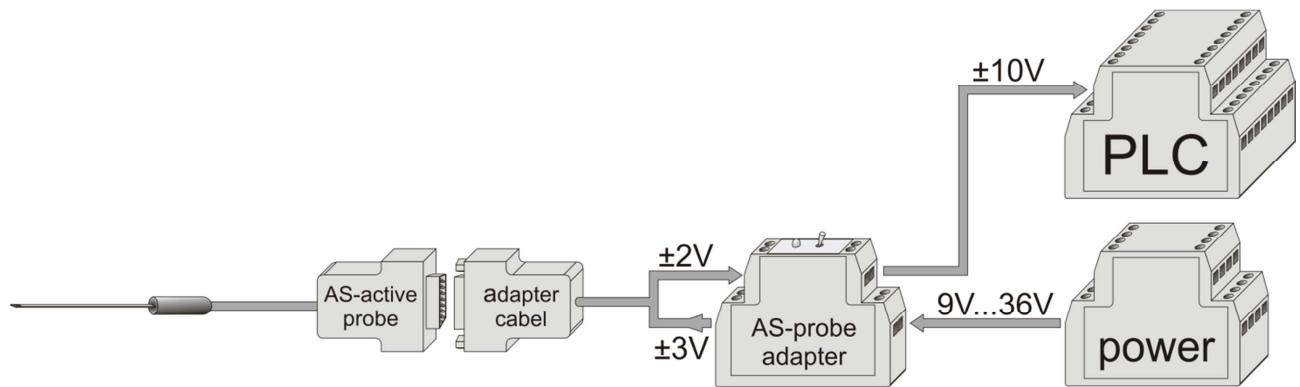 ±10V
PLC
AS-active
probe
adapter
cabel
±2V
±3V
AS-probe
adapter
9V...36V
power